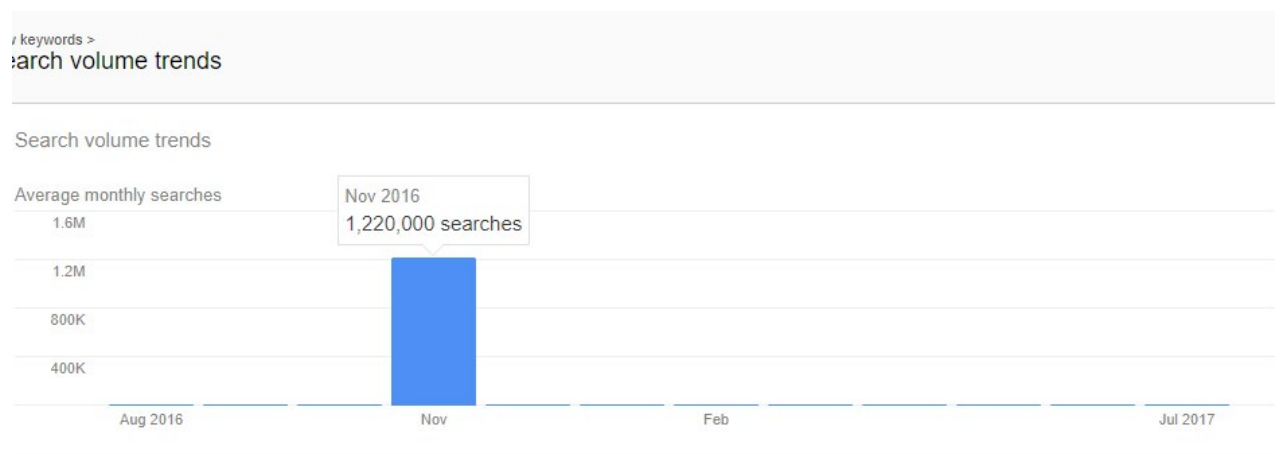 keywords >
arch volume trends
Search volume trends
Average monthly searches
Nov 2016
1,220,000 searches
1.6M
1.2M
800K
400K
Aug 2016 Nov Feb Jul 2017